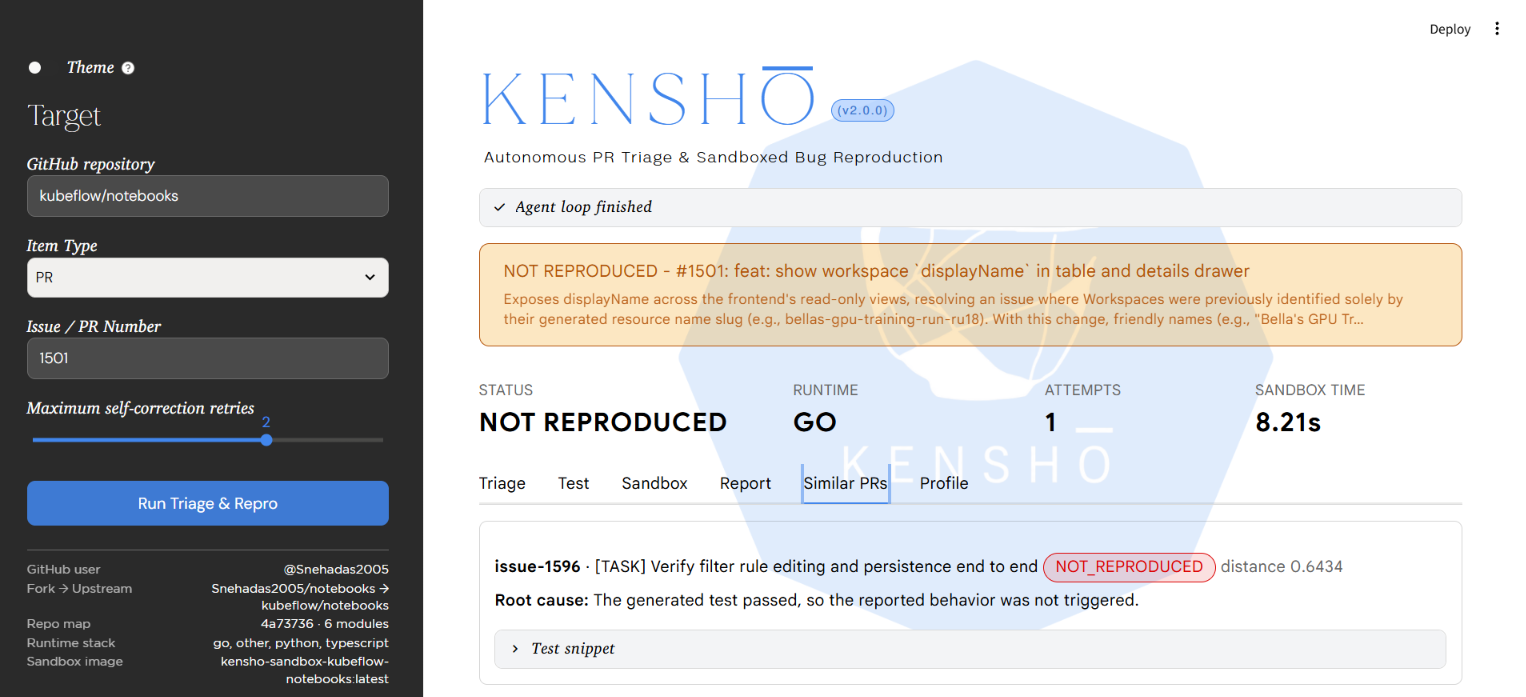 Deploy
Theme
Target
GitHub repository
kubeflow/notebooks
Item Type
PR
Issue / PR Number
1501
Maximum self-correction retries
2
Run Triage & Repro
GitHub user @Snehadas2005
Fork → Upstream Snehadas2005/notebooks →
kubeflow/notebooks
Repo map 4a73736 · 6 modules
Runtime stack go, other, python, typescript
Sandbox image kensho-sandbox-kubeflow-
notebooks:latest
KENSHŌ (v2.0.0)
Autonomous PR Triage & Sandboxed Bug Reproduction
Agent loop finished
NOT REPRODUCED - #1501: feat: show workspace `displayName` in table and details drawer
Exposes displayName across the frontend's read-only views, resolving an issue where Workspaces were previously identified solely by
their generated resource name slug (e.g., bellas-gpu-training-run-ru18). With this change, friendly names (e.g., "Bella's GPU Tr...
STATUS RUNTIME ATTEMPTS SANDBOX TIME
NOT REPRODUCED GO 1 8.21s
KENSHŌ
Triage Test Sandbox Report Similar PRs Profile
issue-1596 · [TASK] Verify filter rule editing and persistence end to end NOT_REPRODUCED distance 0.6434
Root cause: The generated test passed, so the reported behavior was not triggered.
Test snippet